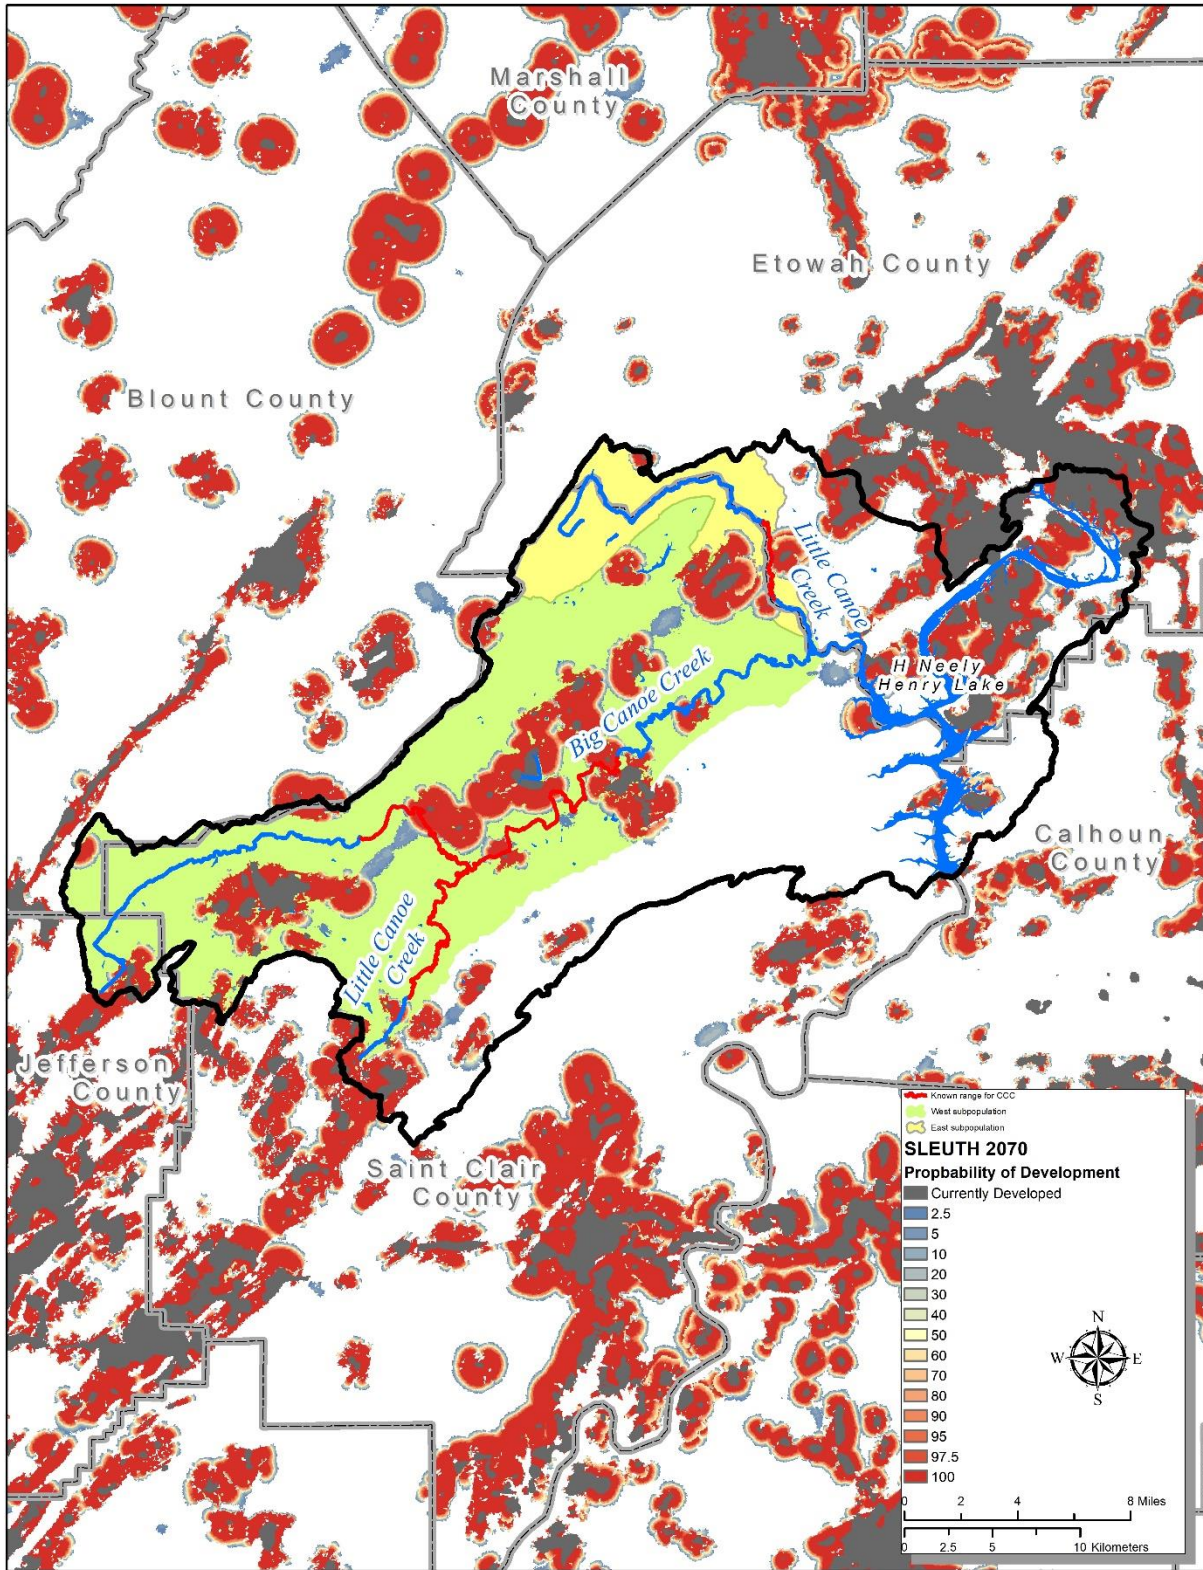 Marshall
County
Etowah County
Blount County
Little Canoe
Creek
H Neely
Henry Lake
Big Canoe Creek
Calhoun
County
Little Canoe
Creek
Jefferson
County
Saint Clair
County
Known range for CCC
West subpopulation
East subpopulation
SLEUTH 2070
Propbability of Development
Currently Developed
2.5
5
10
20
30
40
50
60
70
80
90
95
97.5
100
N
W E
S
0 2 4 8 Miles
0 2.5 5 10 Kilometers